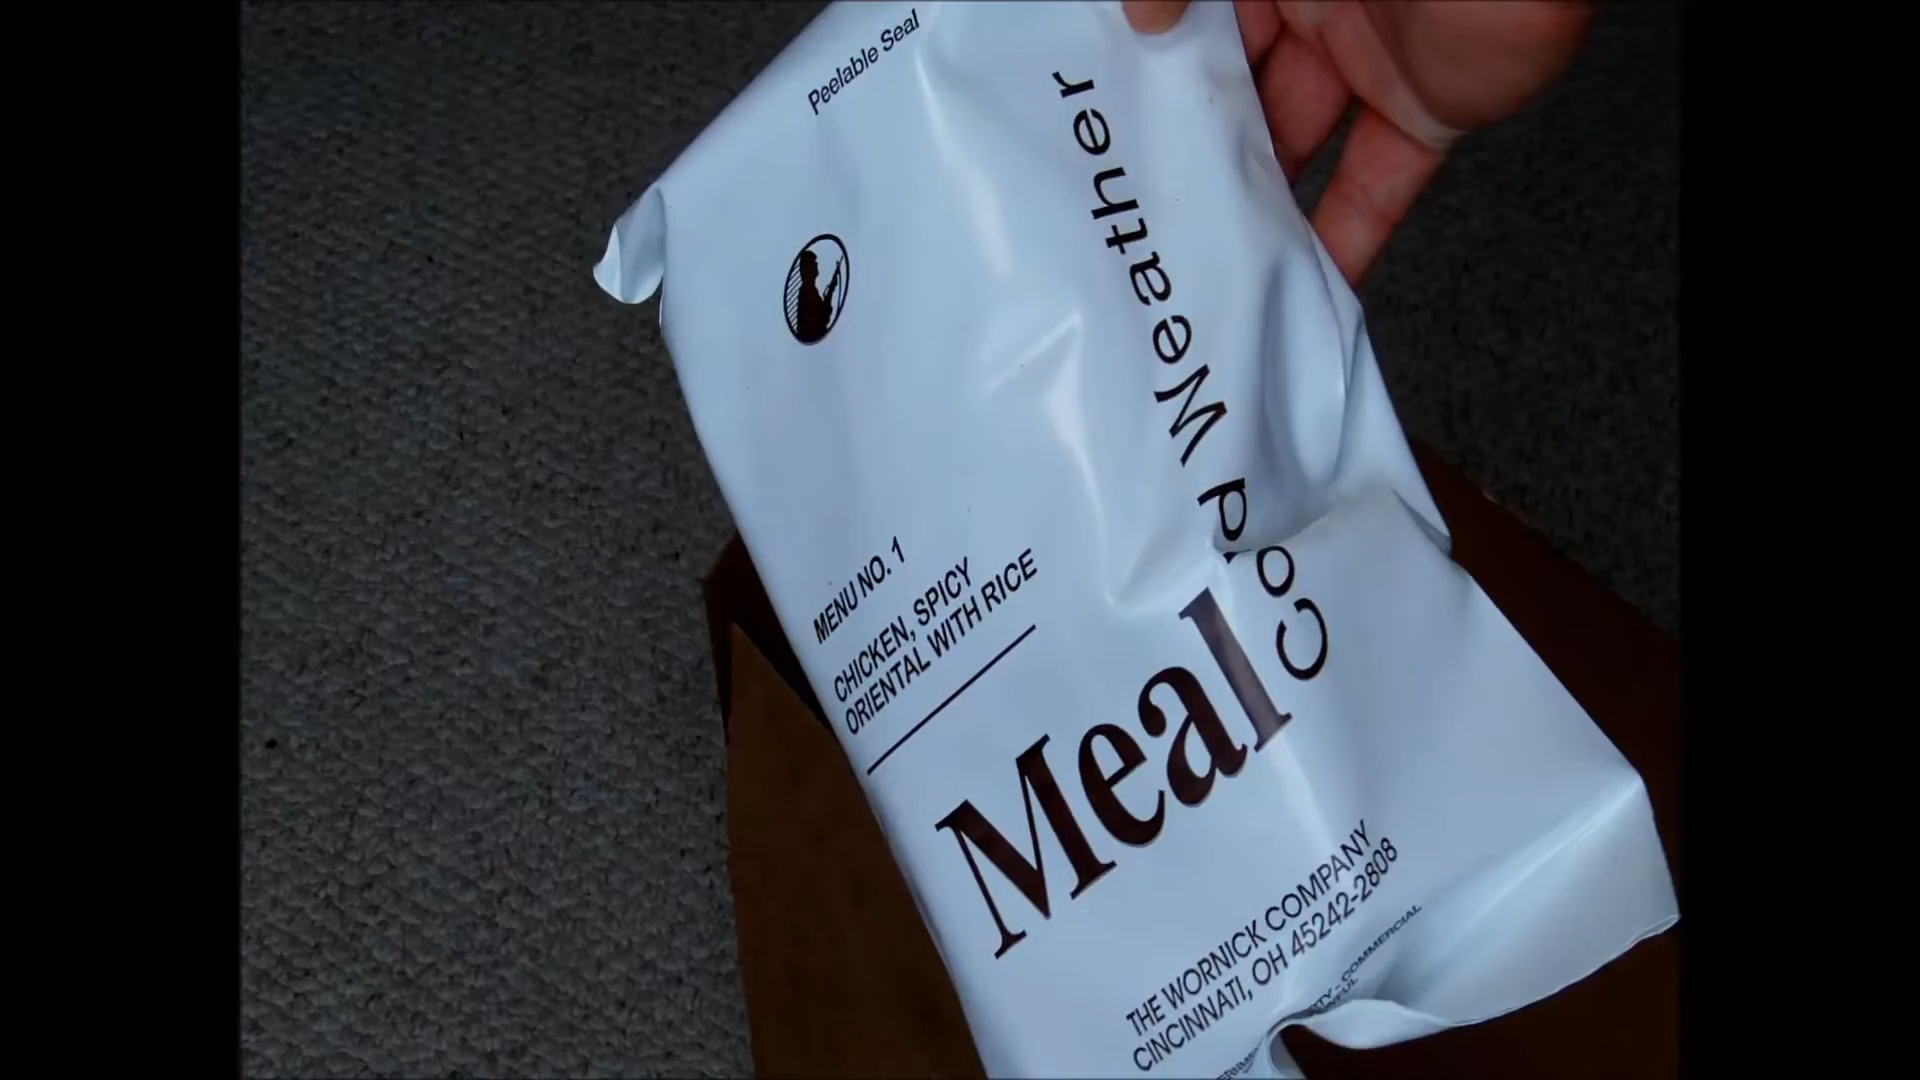 Peelable Seal
MENU NO. 1
CHICKEN, SPICY
ORIENTAL WITH RICE
Meal
Cold Weather
THE WORNICK COMPANY
CINCINNATI, OH 45242-2808
COMMERCIAL